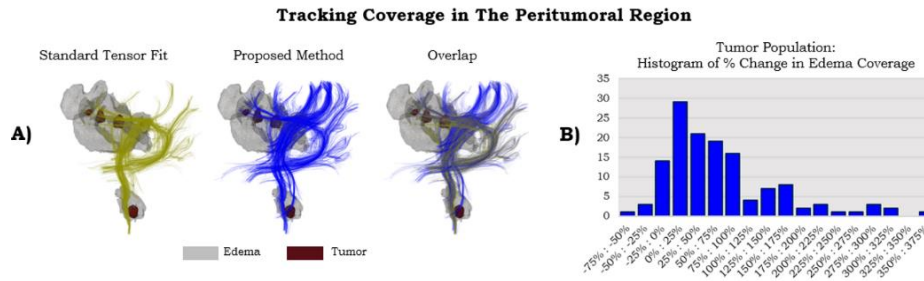 Tracking Coverage in The Peritumoral Region
Standard Tensor Fit
Proposed Method
Overlap
A)
Edema
Tumor
B)
Tumor Population:
Histogram of % Change in Edema Coverage
35
30
25
20
15
10
5
0
-75% : -50%
-50% : -25%
-25% : 0%
0% : 25%
25% : 50%
50% : 75%
75% : 100%
100% : 125%
125% : 150%
150% : 175%
175% : 200%
200% : 225%
225% : 250%
250% : 275%
275% : 300%
300% : 325%
325% : 350%
350% : 375%